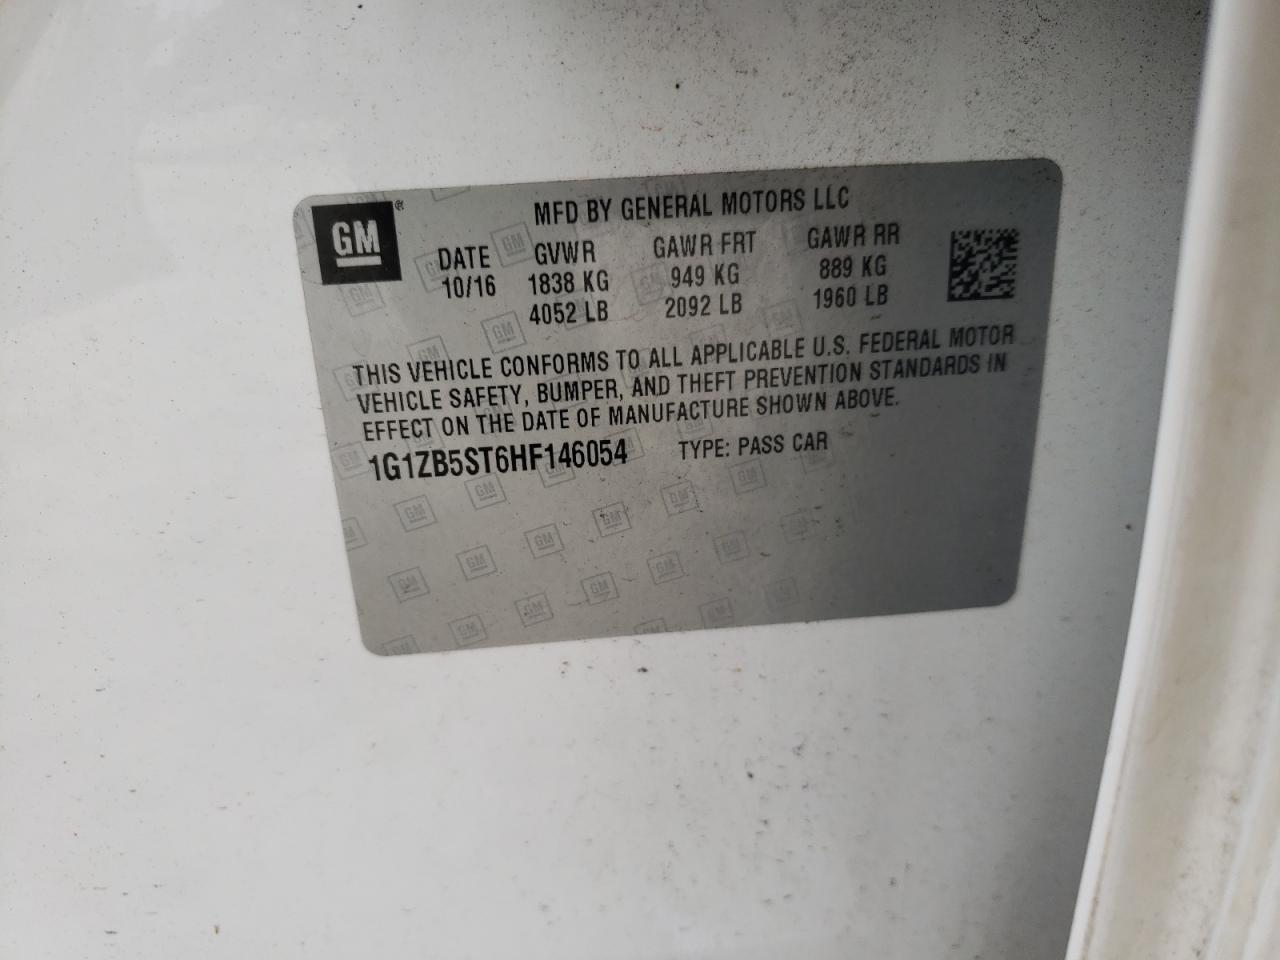 GM®
MFD BY GENERAL MOTORS LLC
DATE GVWR GAWR FRT GAWR RR
10/16 1838 KG 949 KG 889 KG
4052 LB 2092 LB 1960 LB
THIS VEHICLE CONFORMS TO ALL APPLICABLE U.S. FEDERAL MOTOR
VEHICLE SAFETY, BUMPER, AND THEFT PREVENTION STANDARDS IN
EFFECT ON THE DATE OF MANUFACTURE SHOWN ABOVE.
1G1ZB5ST6HF146054 TYPE: PASS CAR